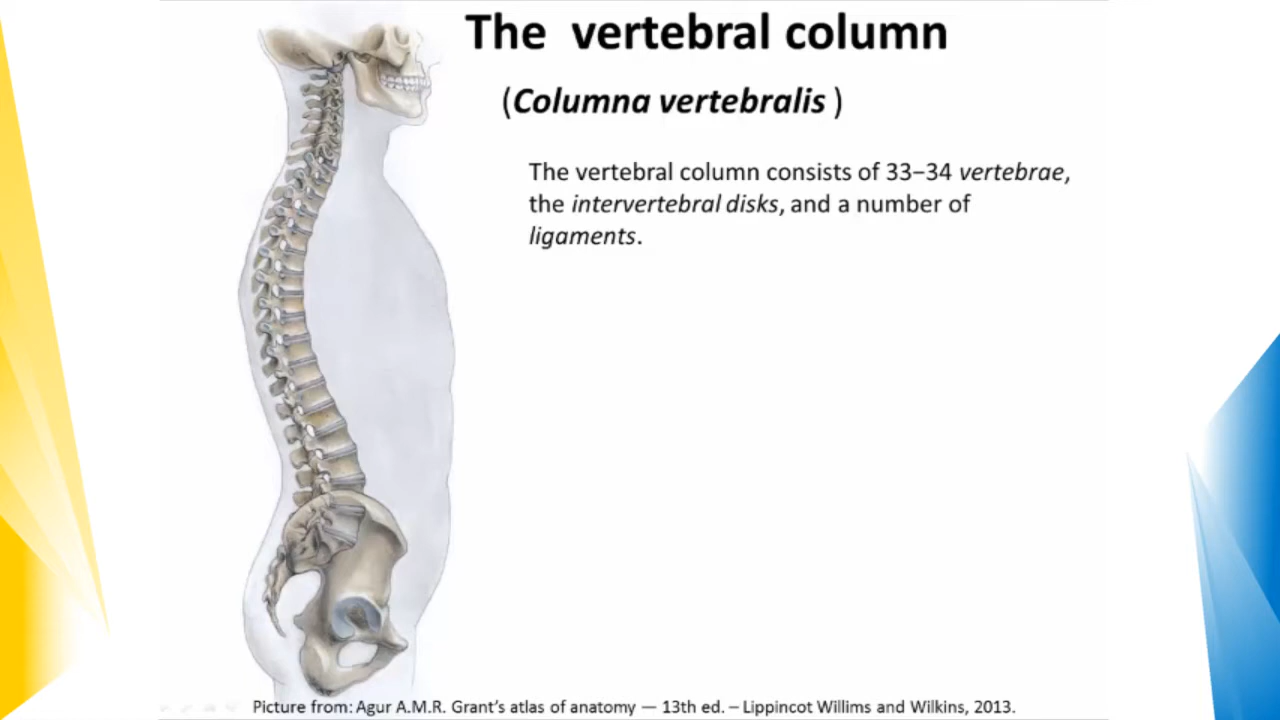 The vertebral column
(Columna vertebralis )
The vertebral column consists of 33–34 vertebrae,
the intervertebral disks, and a number of
ligaments.
Picture from: Agur A.M.R. Grant's atlas of anatomy — 13th ed. – Lippincot Willims and Wilkins, 2013.